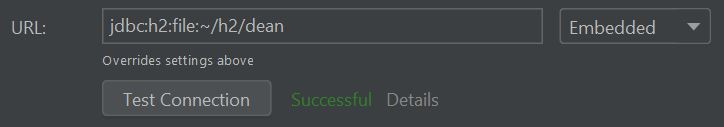 URL: jdbc:h2:file:~/h2/dean Embedded
Overrides settings above
Test Connection Successful Details